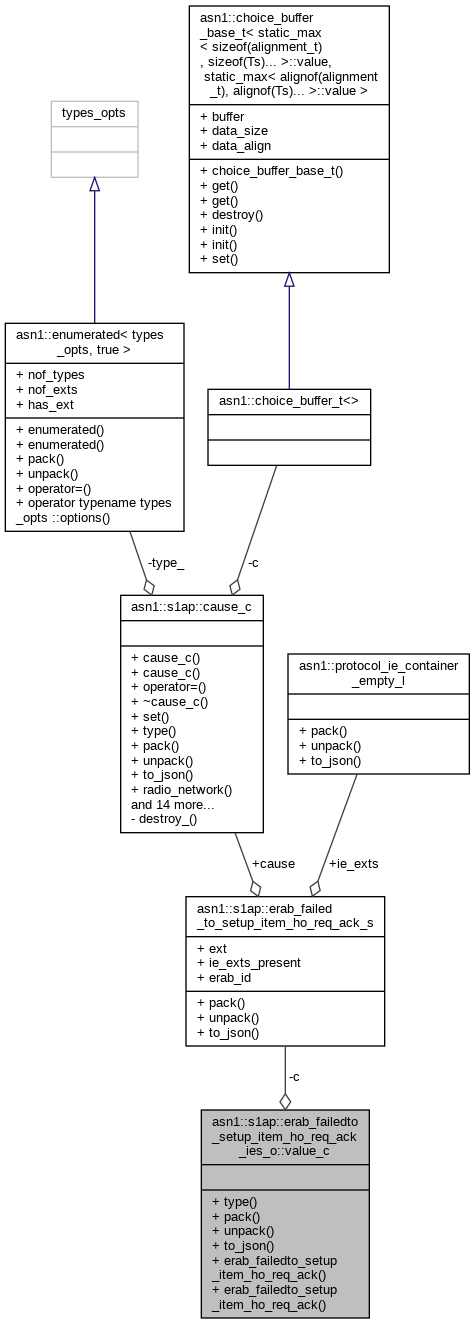 asn1::choice_buffer
_base_t< static_max
< sizeof(alignment_t)
, sizeof(Ts)... >::value,
static_max< alignof(alignment
_t), alignof(Ts)... >::value >
+ buffer
+ data_size
+ data_align
+ choice_buffer_base_t()
+ get()
+ get()
+ destroy()
+ init()
+ init()
+ set()
types_opts
asn1::enumerated< types
_opts, true >
+ nof_types
+ nof_exts
+ has_ext
+ enumerated()
+ enumerated()
+ pack()
+ unpack()
+ operator=()
+ operator typename types
_opts ::options()
asn1::choice_buffer_t<>
-type_
-c
asn1::s1ap::cause_c
+ cause_c()
+ cause_c()
+ operator=()
+ ~cause_c()
+ set()
+ type()
+ pack()
+ unpack()
+ to_json()
+ radio_network()
and 14 more...
- destroy_()
asn1::protocol_ie_container
_empty_l
+ pack()
+ unpack()
+ to_json()
+cause
+ie_exts
asn1::s1ap::erab_failed
_to_setup_item_ho_req_ack_s
+ ext
+ ie_exts_present
+ erab_id
+ pack()
+ unpack()
+ to_json()
-c
asn1::s1ap::erab_failedto
_setup_item_ho_req_ack
_ies_o::value_c
+ type()
+ pack()
+ unpack()
+ to_json()
+ erab_failedto_setup
_item_ho_req_ack()
+ erab_failedto_setup
_item_ho_req_ack()